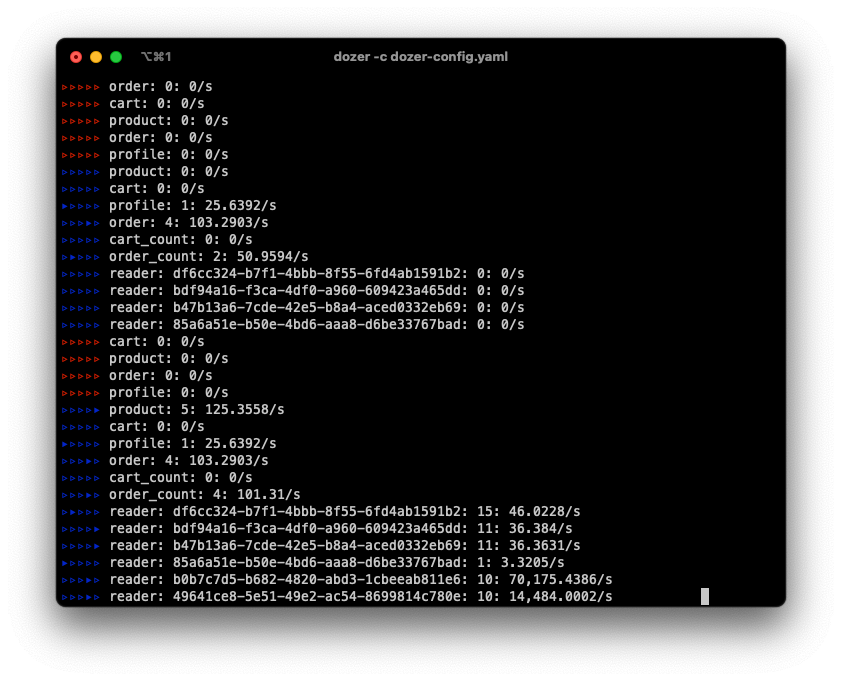 ⌥⌘1 dozer -c dozer-config.yaml
▹▹▹▹▹ order: 0: 0/s
▹▹▹▹▹ cart: 0: 0/s
▹▹▹▹▹ product: 0: 0/s
▹▹▹▹▹ order: 0: 0/s
▹▹▹▹▹ profile: 0: 0/s
▹▹▹▹▹ product: 0: 0/s
▹▹▹▹▹ cart: 0: 0/s
▸▹▹▹▹ profile: 1: 25.6392/s
▹▹▹▸▹ order: 4: 103.2903/s
▹▹▹▹▹ cart_count: 0: 0/s
▹▸▹▹▹ order_count: 2: 50.9594/s
▹▹▹▹▹ reader: df6cc324-b7f1-4bbb-8f55-6fd4ab1591b2: 0: 0/s
▹▹▹▹▹ reader: bdf94a16-f3ca-4df0-a960-609423a465dd: 0: 0/s
▹▹▹▹▹ reader: b47b13a6-7cde-42e5-b8a4-aced0332eb69: 0: 0/s
▹▹▹▹▹ reader: 85a6a51e-b50e-4bd6-aaa8-d6be33767bad: 0: 0/s
▹▹▹▹▹ cart: 0: 0/s
▹▹▹▹▹ product: 0: 0/s
▹▹▹▹▹ order: 0: 0/s
▹▹▹▹▹ profile: 0: 0/s
▹▹▹▹▸ product: 5: 125.3558/s
▹▹▹▹▹ cart: 0: 0/s
▸▹▹▹▹ profile: 1: 25.6392/s
▹▹▹▸▹ order: 4: 103.2903/s
▹▹▹▹▹ cart_count: 0: 0/s
▹▹▹▸▹ order_count: 4: 101.31/s
▹▸▹▹▹ reader: df6cc324-b7f1-4bbb-8f55-6fd4ab1591b2: 15: 46.0228/s
▹▹▹▹▸ reader: bdf94a16-f3ca-4df0-a960-609423a465dd: 11: 36.384/s
▹▹▹▹▸ reader: b47b13a6-7cde-42e5-b8a4-aced0332eb69: 11: 36.3631/s
▸▹▹▹▹ reader: 85a6a51e-b50e-4bd6-aaa8-d6be33767bad: 1: 3.3205/s
▹▹▹▸▹ reader: b0b7c7d5-b682-4820-abd3-1cbeeab811e6: 10: 70,175.4386/s
▹▹▹▸▹ reader: 49641ce8-5e51-49e2-ac54-8699814c780e: 10: 14,484.0002/s